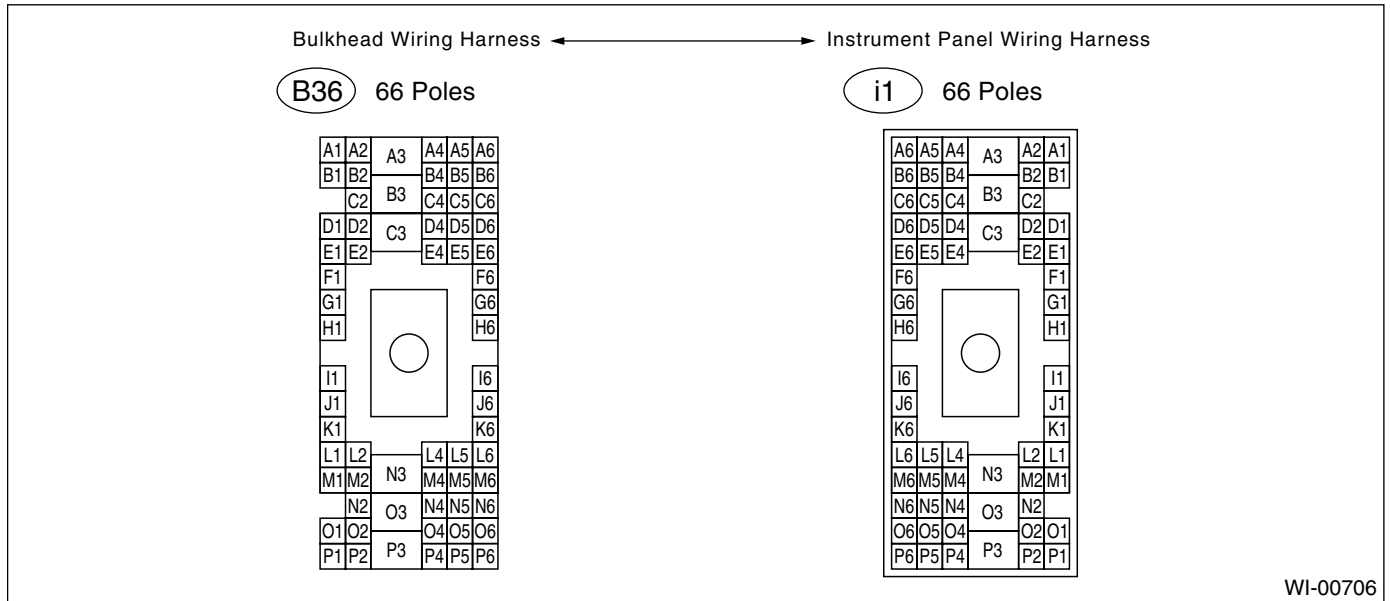 Bulkhead Wiring Harness Instrument Panel Wiring Harness
B36 66 Poles
A1 A2 A3 A4 A5 A6
B1 B2 B4 B5 B6
B3
C2 C4 C5 C6
D1 D2 C3 D4 D5 D6
E1 E2 E4 E5 E6
F1 F6
G1 G6
H1 H6
I1 I6
J1 J6
K1 K6
L1 L2 L4 L5 L6
M1 M2 N3 M4 M5 M6
N2 O3 N4 N5 N6
O1 O2 O4 O5 O6
P1 P2 P3 P4 P5 P6
i1 66 Poles
A6 A5 A4 A3 A2 A1
B6 B5 B4 B2 B1
B3
C6 C5 C4 C2
D6 D5 D4 C3 D2 D1
E6 E5 E4 E2 E1
F6 F1
G6 G1
H6 H1
I6 I1
J6 J1
K6 K1
L6 L5 L4 L2 L1
M6 M5 M4 N3 M2 M1
N6 N5 N4 O3 N2
O6 O5 O4 O2 O1
P6 P5 P4 P3 P2 P1
WI-00706